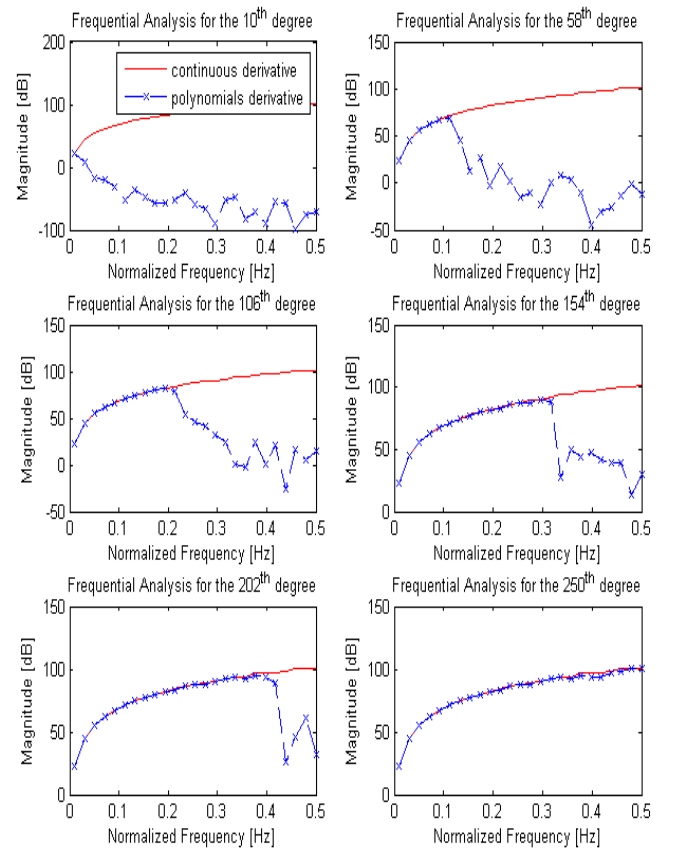 Frequential Analysis for the 10th degree
Magnitude [dB]
200
100
0
-100
continuous derivative
polynomials derivative
0 0.1 0.2 0.3 0.4 0.5
Normalized Frequency [Hz]
Frequential Analysis for the 58th degree
Magnitude [dB]
150
100
50
0
-50
0 0.1 0.2 0.3 0.4 0.5
Normalized Frequency [Hz]
Frequential Analysis for the 106th degree
Magnitude [dB]
150
100
50
0
-50
0 0.1 0.2 0.3 0.4 0.5
Normalized Frequency [Hz]
Frequential Analysis for the 154th degree
Magnitude [dB]
150
100
50
0
0 0.1 0.2 0.3 0.4 0.5
Normalized Frequency [Hz]
Frequential Analysis for the 202th degree
Magnitude [dB]
150
100
50
0
0 0.1 0.2 0.3 0.4 0.5
Normalized Frequency [Hz]
Frequential Analysis for the 250th degree
Magnitude [dB]
150
100
50
0
0 0.1 0.2 0.3 0.4 0.5
Normalized Frequency [Hz]